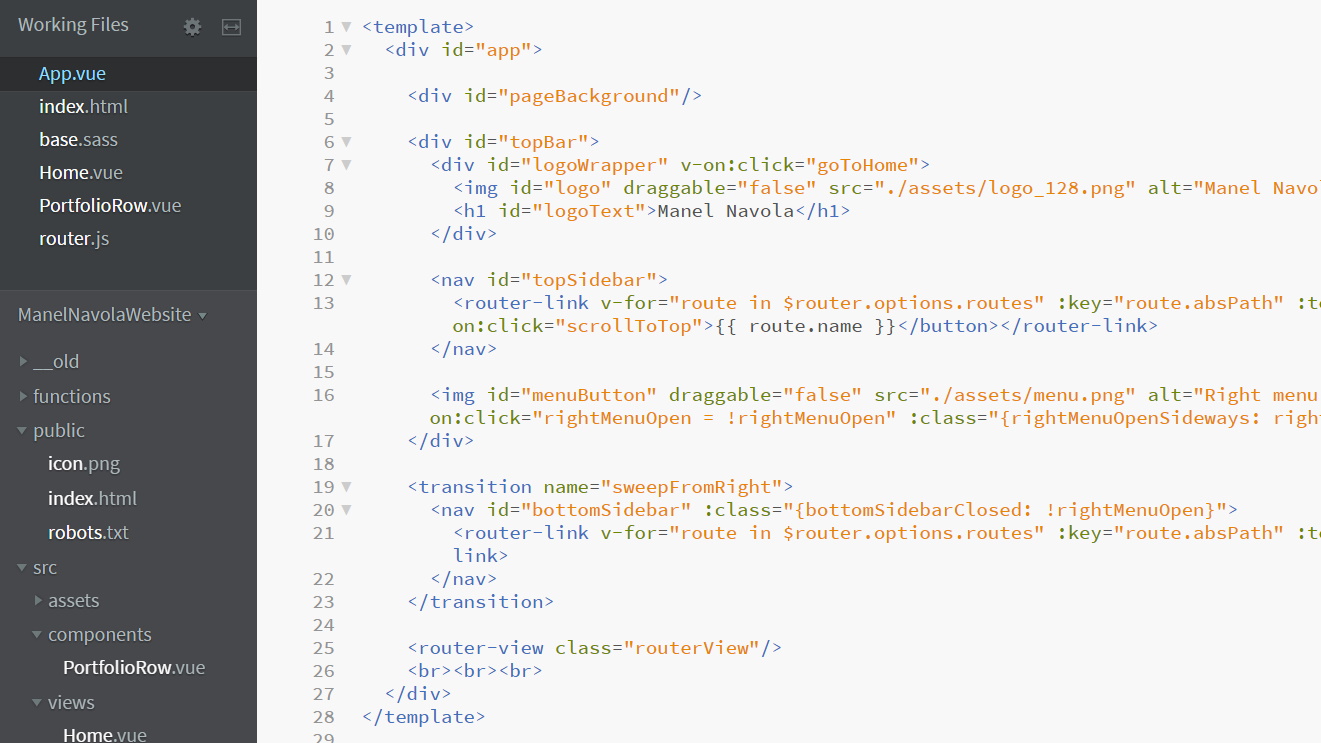 Working Files
App.vue
index.html
base.sass
Home.vue
PortfolioRow.vue
router.js
ManelNavolaWebsite
__old
functions
public
icon.png
index.html
robots.txt
src
assets
components
PortfolioRow.vue
views
Home.vue
1 <template>
2 <div id="app">
3
4 <div id="pageBackground"/>
5
6 <div id="topBar">
7 <div id="logoWrapper" v-on:click="goToHome">
8 <img id="logo" draggable="false" src="./assets/logo_128.png" alt="Manel Navol
9 <h1 id="logoText">Manel Navola</h1>
10 </div>
11
12 <nav id="topSidebar">
13 <router-link v-for="route in $router.options.routes" :key="route.absPath" :to
on:click="scrollToTop">{{ route.name }}</button></router-link>
14 </nav>
15
16 <img id="menuButton" draggable="false" src="./assets/menu.png" alt="Right menu
on:click="rightMenuOpen = !rightMenuOpen" :class="{rightMenuOpenSideways: righ
17 </div>
18
19 <transition name="sweepFromRight">
20 <nav id="bottomSidebar" :class="{bottomSidebarClosed: !rightMenuOpen}">
21 <router-link v-for="route in $router.options.routes" :key="route.absPath" :to
link>
22 </nav>
23 </transition>
24
25 <router-view class="routerView"/>
26 <br><br><br>
27 </div>
28 </template>
29